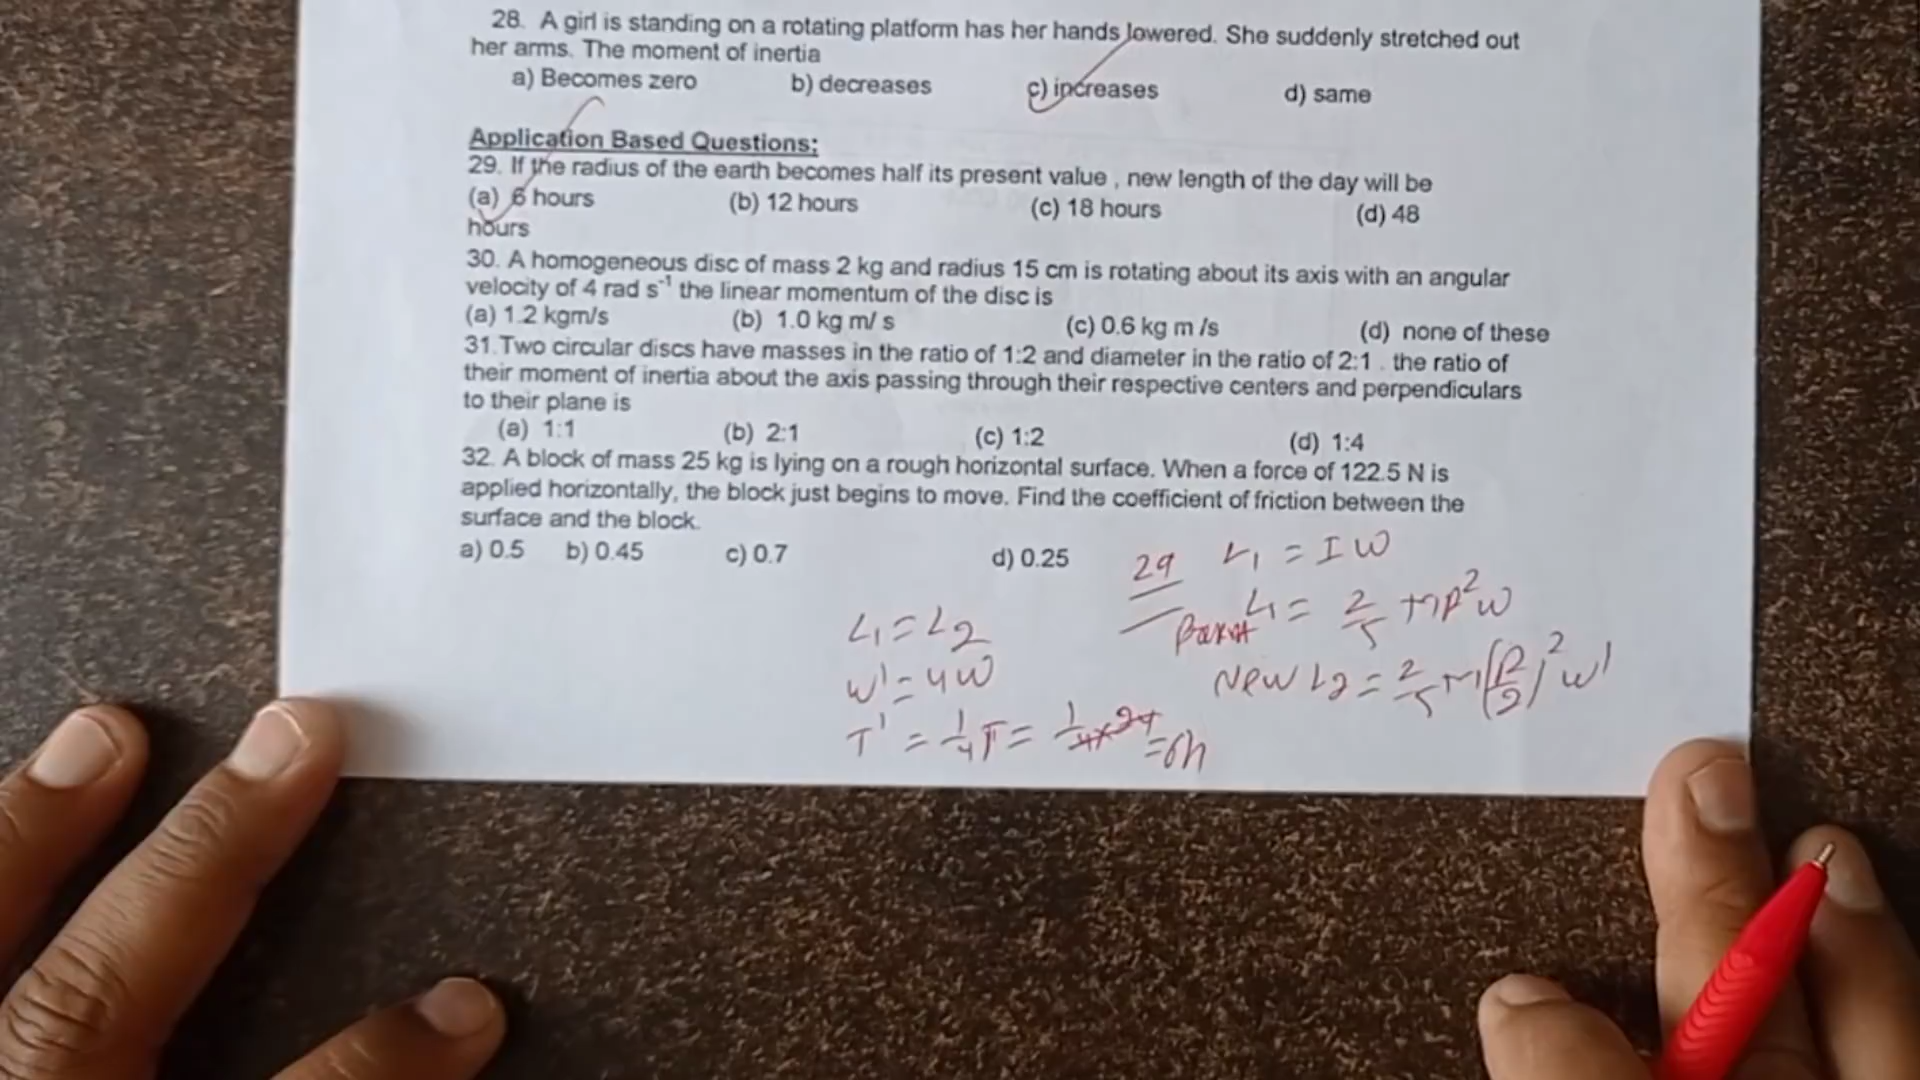 28. A girl is standing on a rotating platform has her hands lowered. She suddenly stretched out
her arms. The moment of inertia
a) Becomes zero b) decreases c) increases d) same
Application Based Questions:
29. If the radius of the earth becomes half its present value , new length of the day will be
(a) 6 hours (b) 12 hours (c) 18 hours (d) 48
hours
30. A homogeneous disc of mass 2 kg and radius 15 cm is rotating about its axis with an angular
velocity of 4 rad s⁻¹ the linear momentum of the disc is
(a) 1.2 kgm/s (b) 1.0 kg m/ s (c) 0.6 kg m /s (d) none of these
31. Two circular discs have masses in the ratio of 1:2 and diameter in the ratio of 2:1 . the ratio of
their moment of inertia about the axis passing through their respective centers and perpendiculars
to their plane is
(a) 1:1 (b) 2:1 (c) 1:2 (d) 1:4
32. A block of mass 25 kg is lying on a rough horizontal surface. When a force of 122.5 N is
applied horizontally, the block just begins to move. Find the coefficient of friction between the
surface and the block.
a) 0.5 b) 0.45 c) 0.7 d) 0.25
29 L₁ = I W
L₁ = 2/5 MR² W
New L₂ = 2/5 M(R/2)² W'
L₁ = L₂
W' = 4W
T' = 1/4 T = 1/4 × 24
= 6h